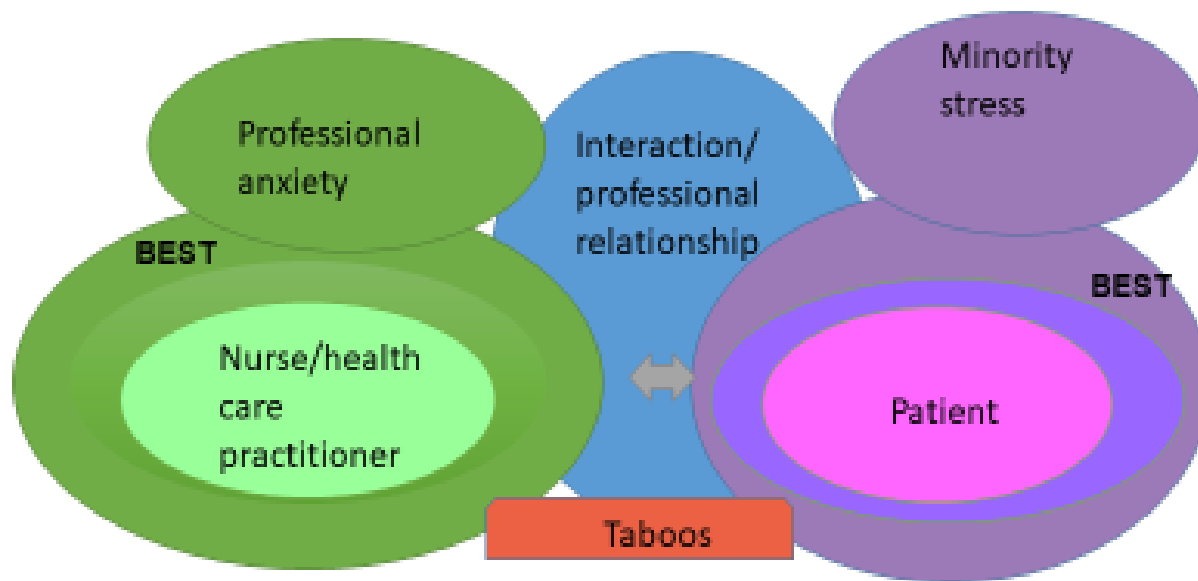 Professional
anxiety
Interaction/
professional
relationship
Minority
stress
BEST
BEST
Nurse/health
care
practitioner
Patient
Taboos